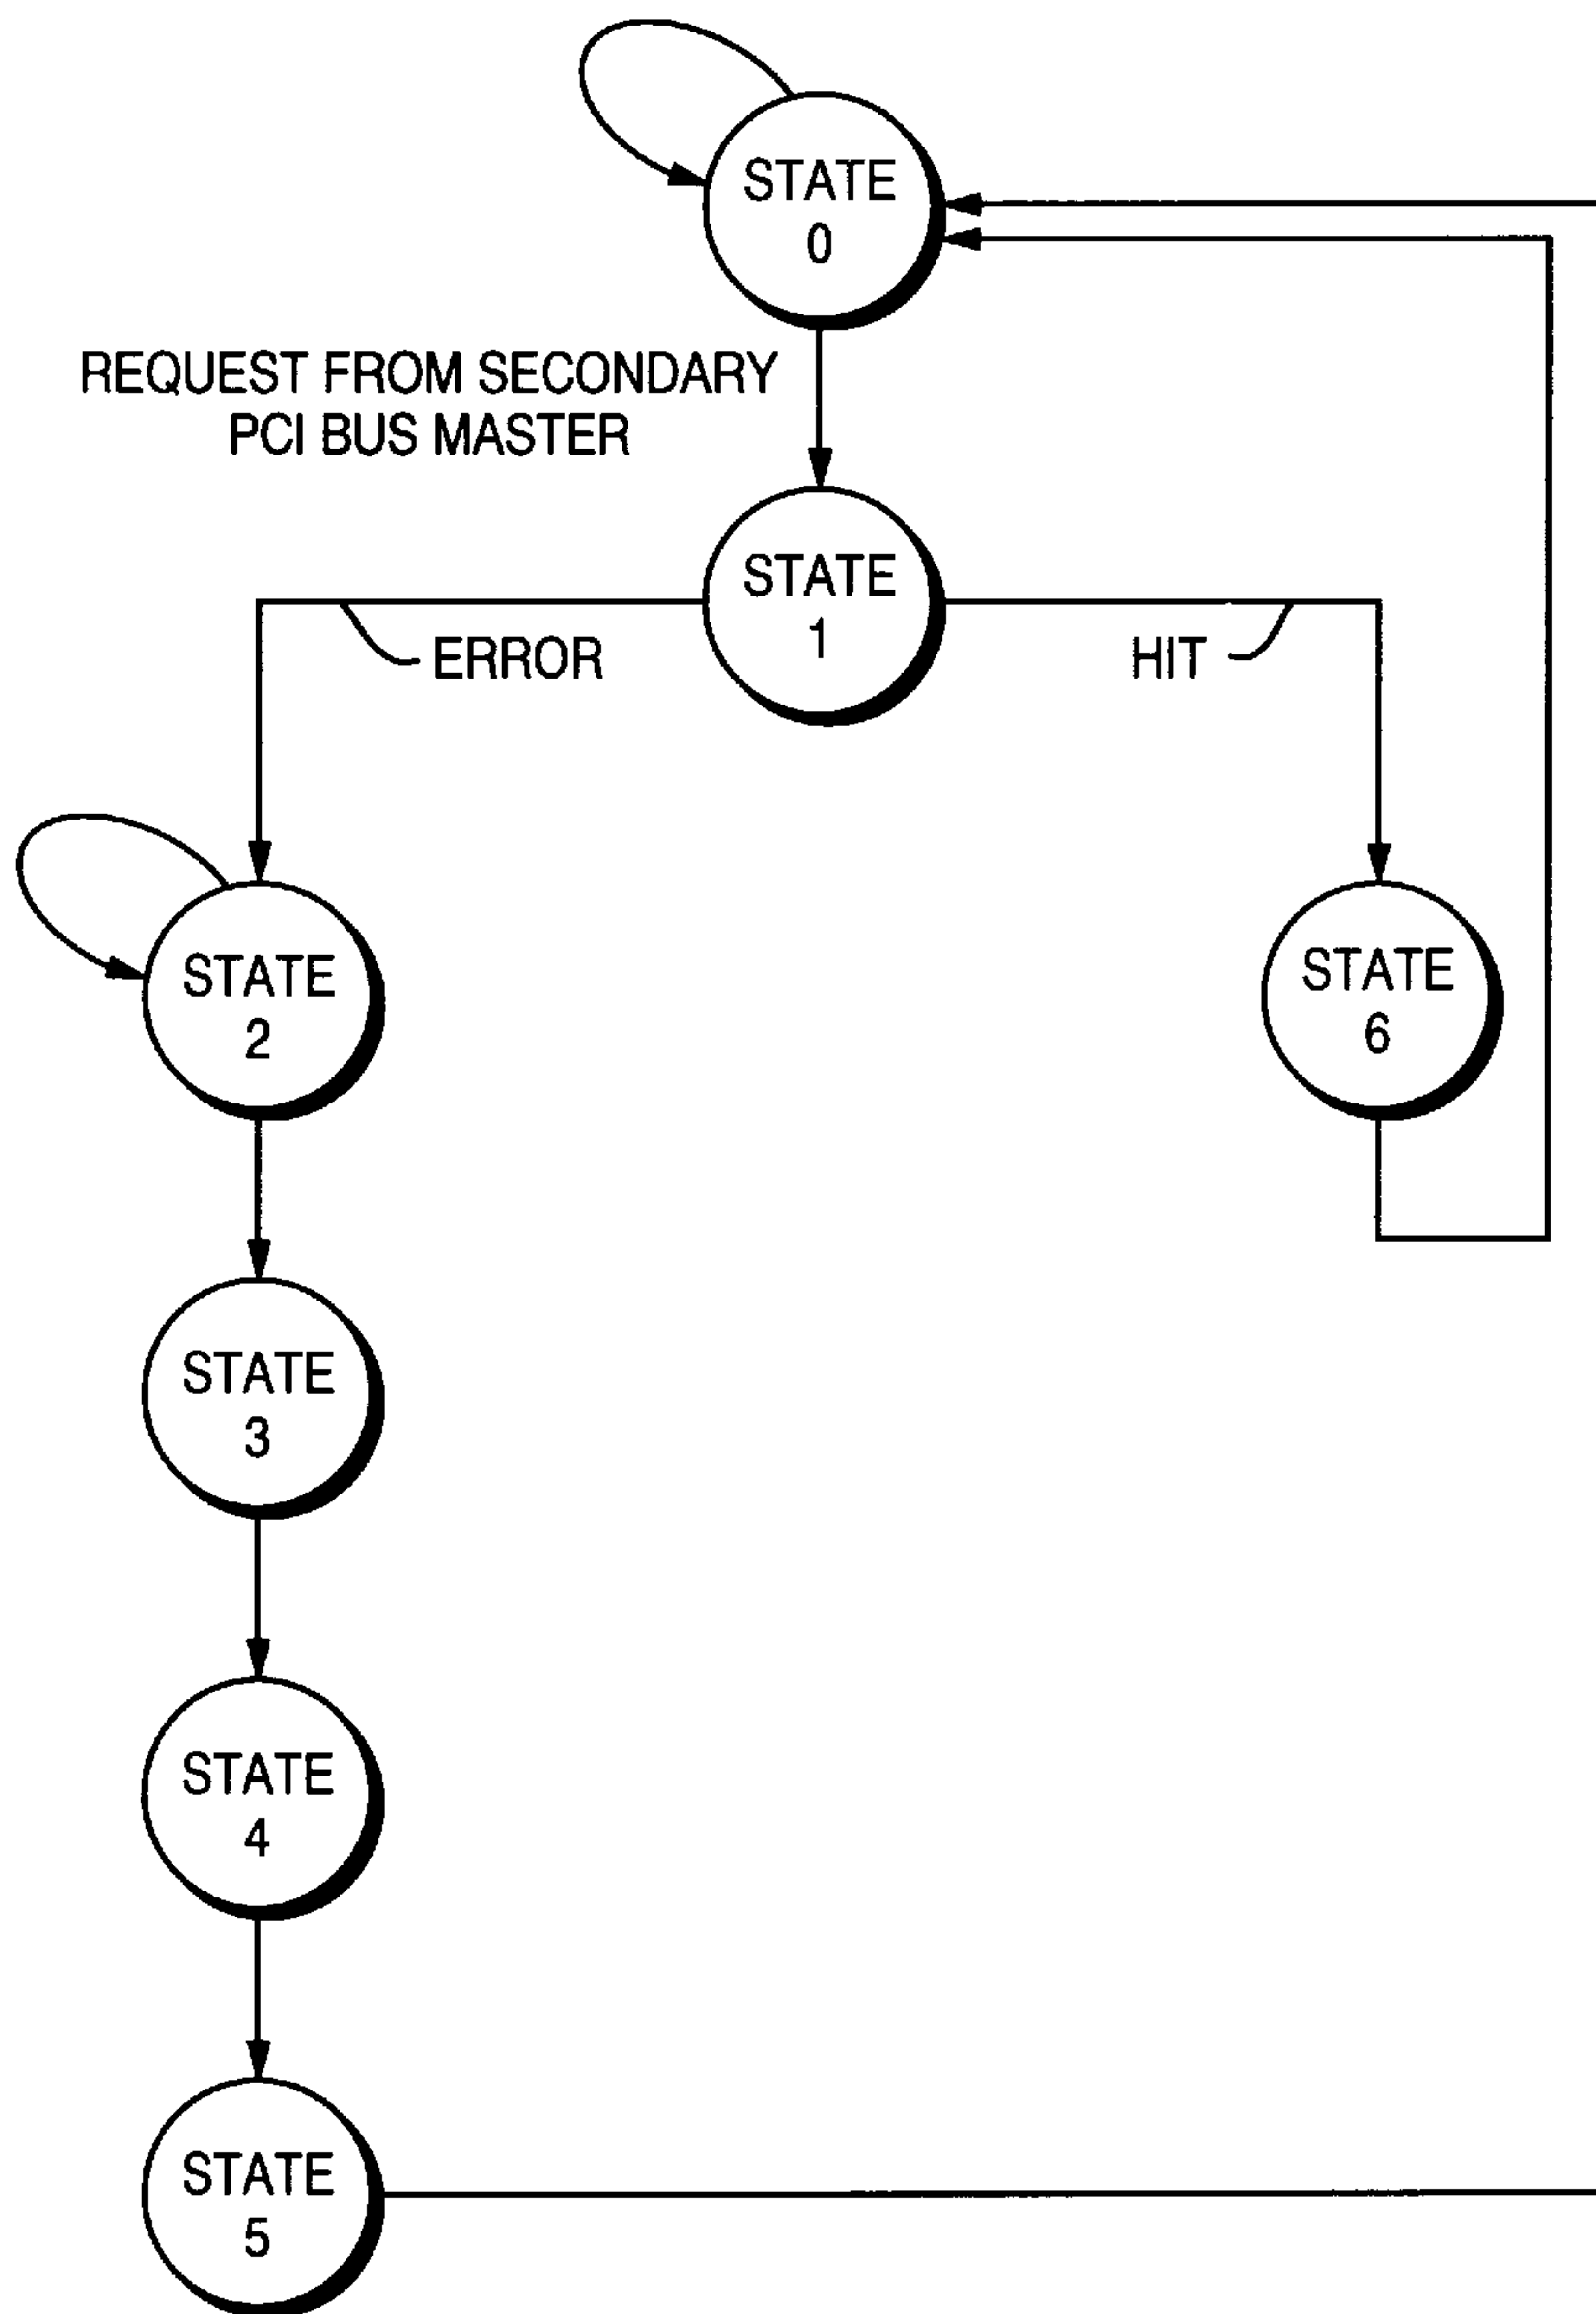 STATE
0
REQUEST FROM SECONDARY
PCI BUS MASTER
STATE
1
ERROR
HIT
STATE
2
STATE
6
STATE
3
STATE
4
STATE
5